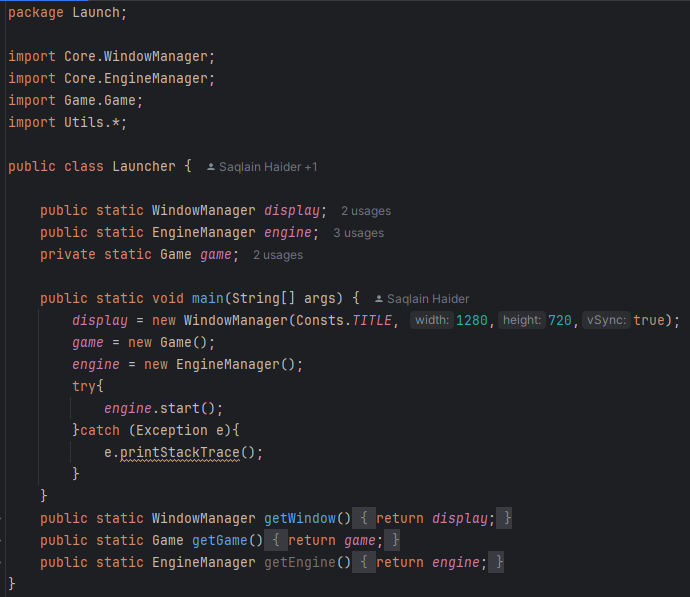 package Launch;
import Core.WindowManager;
import Core.EngineManager;
import Game.Game;
import Utils.*;
public class Launcher { Saqlain Haider +1
public static WindowManager display; 2 usages
public static EngineManager engine; 3 usages
private static Game game; 2 usages
public static void main(String[] args) { Saqlain Haider
display = new WindowManager(Consts.TITLE, width: 1280, height: 720, vSync: true);
game = new Game();
engine = new EngineManager();
try{
engine.start();
}catch (Exception e){
e.printStackTrace();
}
}
public static WindowManager getWindow() { return display; }
public static Game getGame() { return game; }
public static EngineManager getEngine() { return engine; }
}